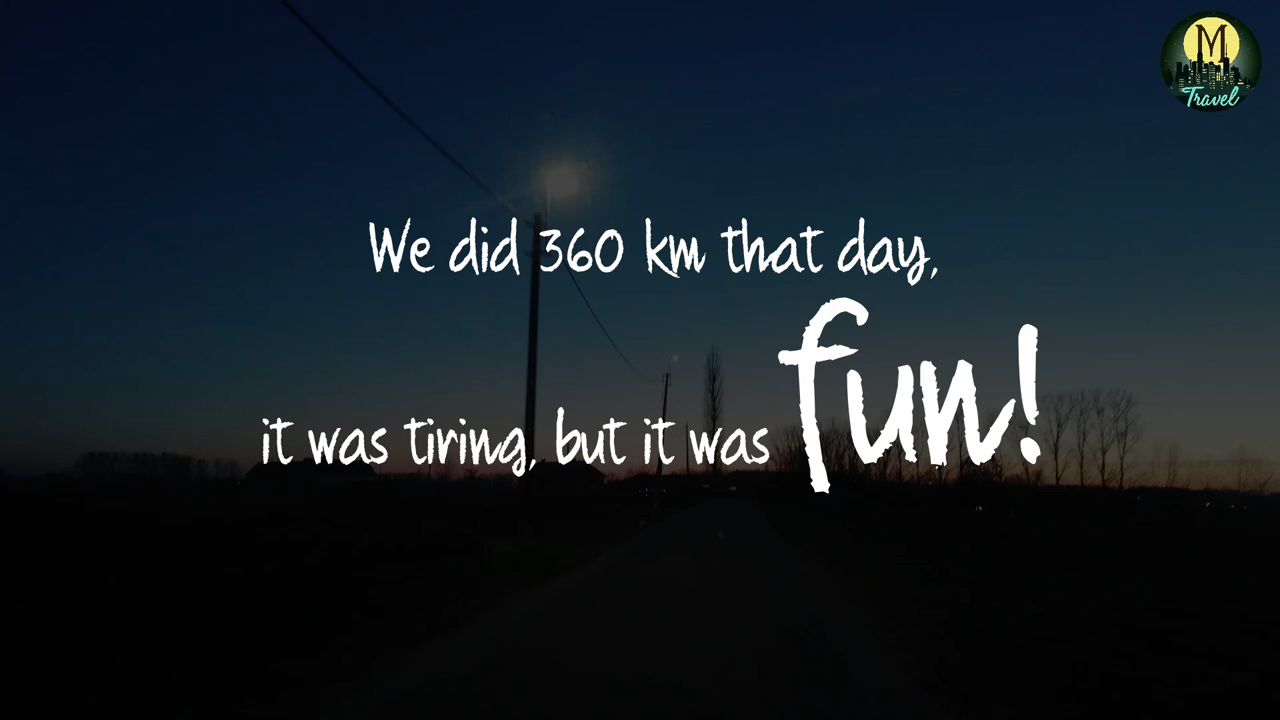 M
Travel
We did 360 km that day,
it was tiring, but it was fun!